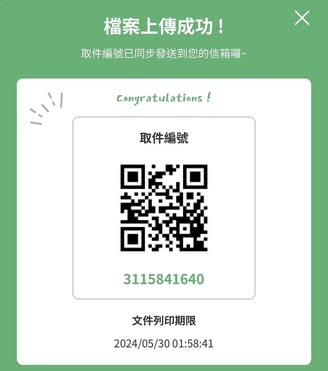 檔案上傳成功！
取件編號已同步發送到您的信箱囉~
Congratulations !
取件編號
3115841640
文件列印期限
2024/05/30 01:58:41